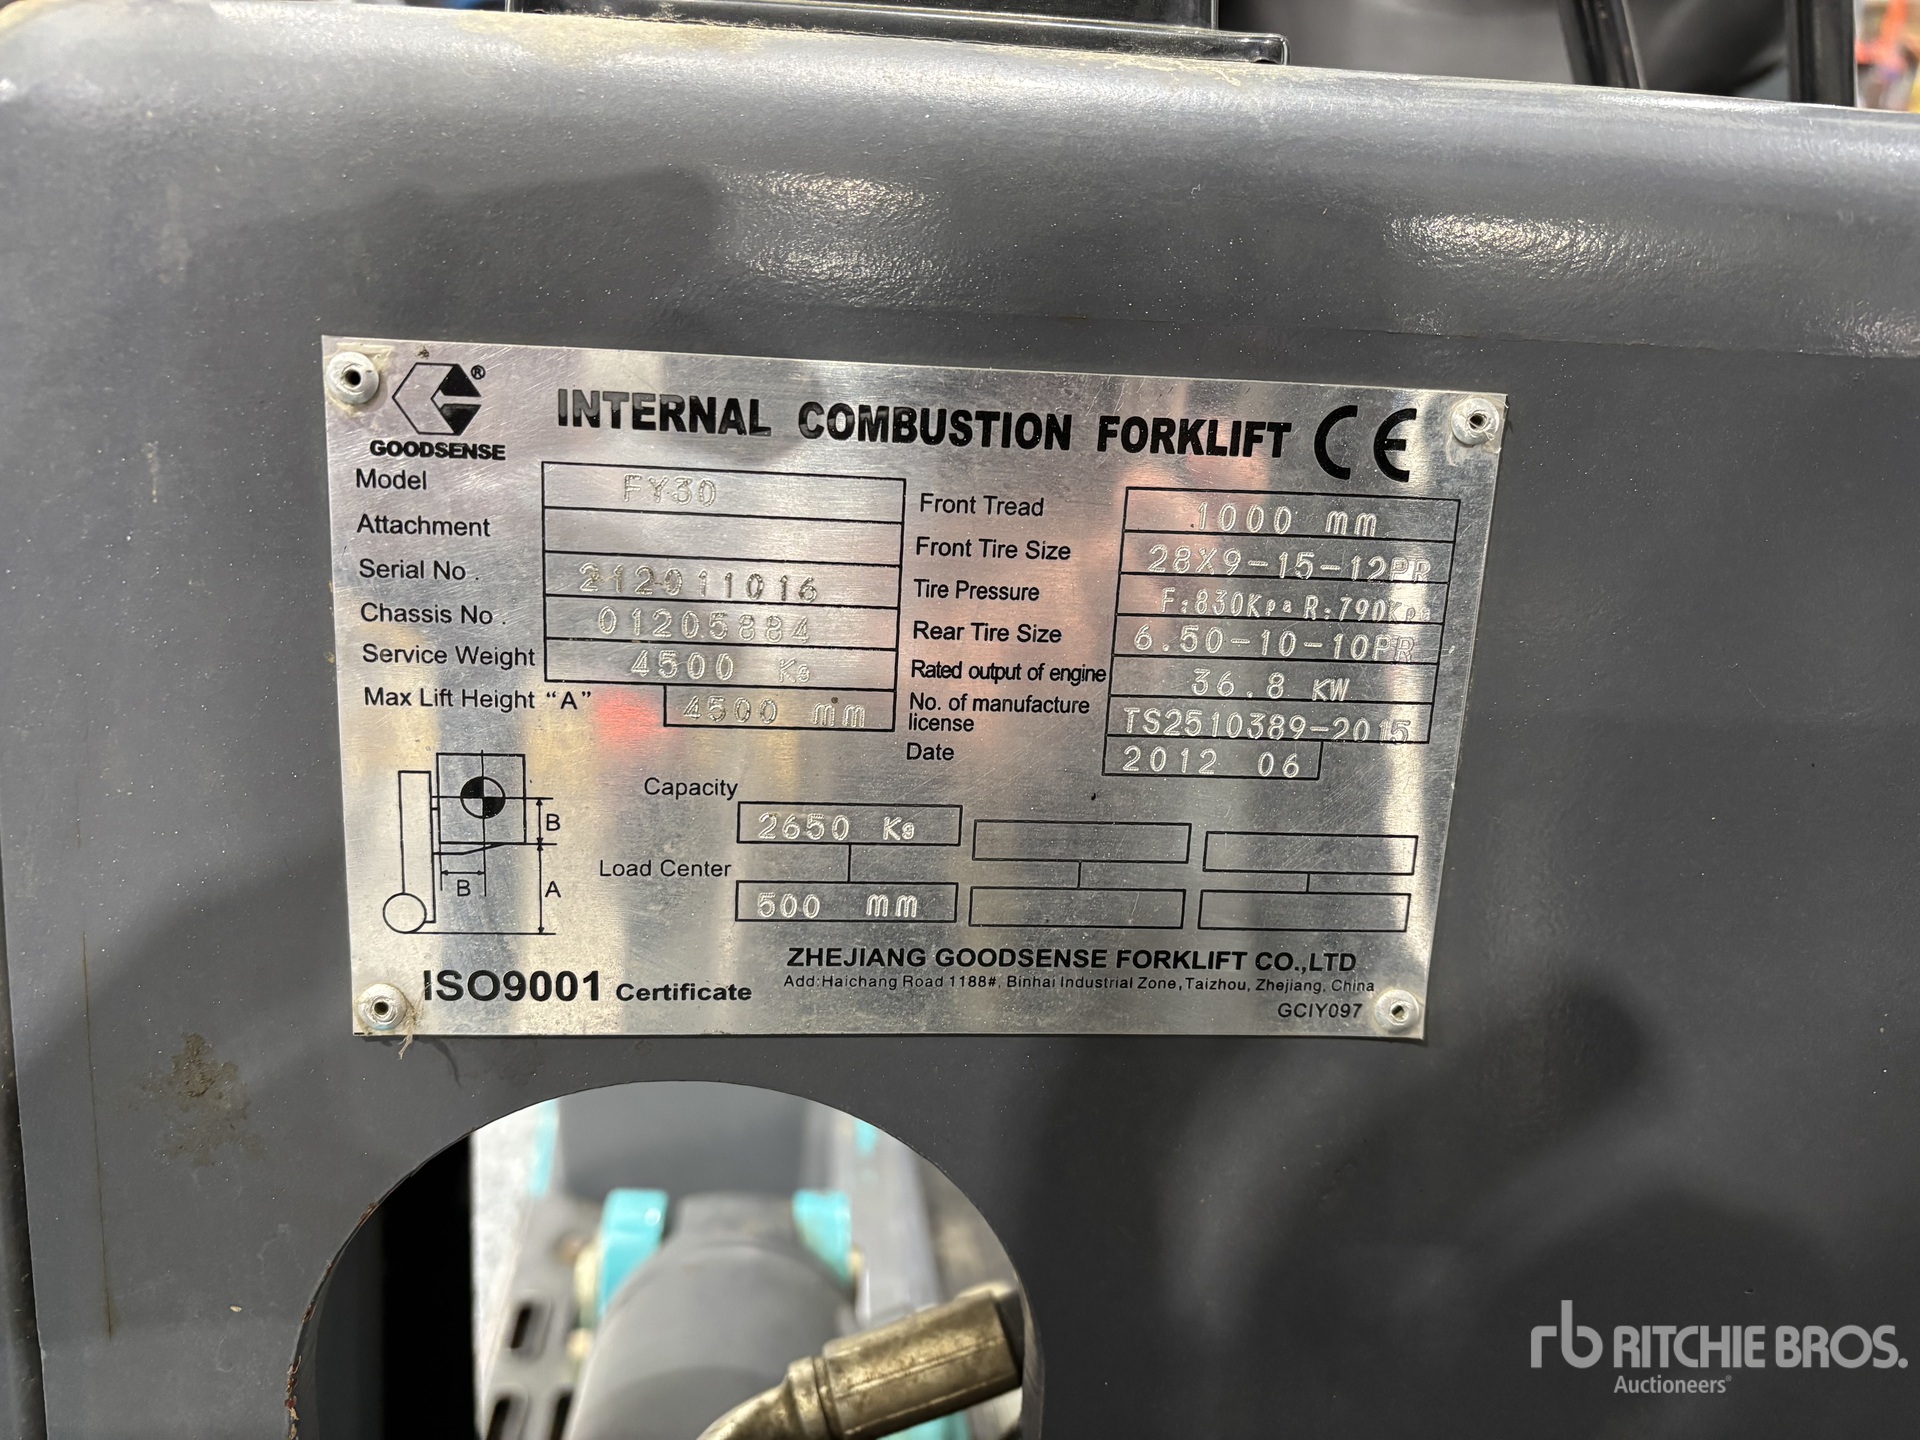 GOODSENSE®
INTERNAL COMBUSTION FORKLIFT CE
Model FY30
Attachment
Serial No. 212011016
Chassis No. 01205884
Service Weight 4500 Kg
Max Lift Height "A" 4500 mm
Front Tread 1000 mm
Front Tire Size 28X9-15-12PR
Tire Pressure F:830Kpa R:790Kpa
Rear Tire Size 6.50-10-10PR
Rated output of engine 36.8 KW
No. of manufacture
license TS2510389-2015
Date 2012 06
B
B
A
Capacity 2650 Kg
Load Center 500 mm
ISO9001 Certificate
ZHEJIANG GOODSENSE FORKLIFT CO.,LTD
Add:Haichang Road 1188#, Binhai Industrial Zone,Taizhou, Zhejiang, China
GCIY097
rb RITCHIE BROS.
Auctioneers